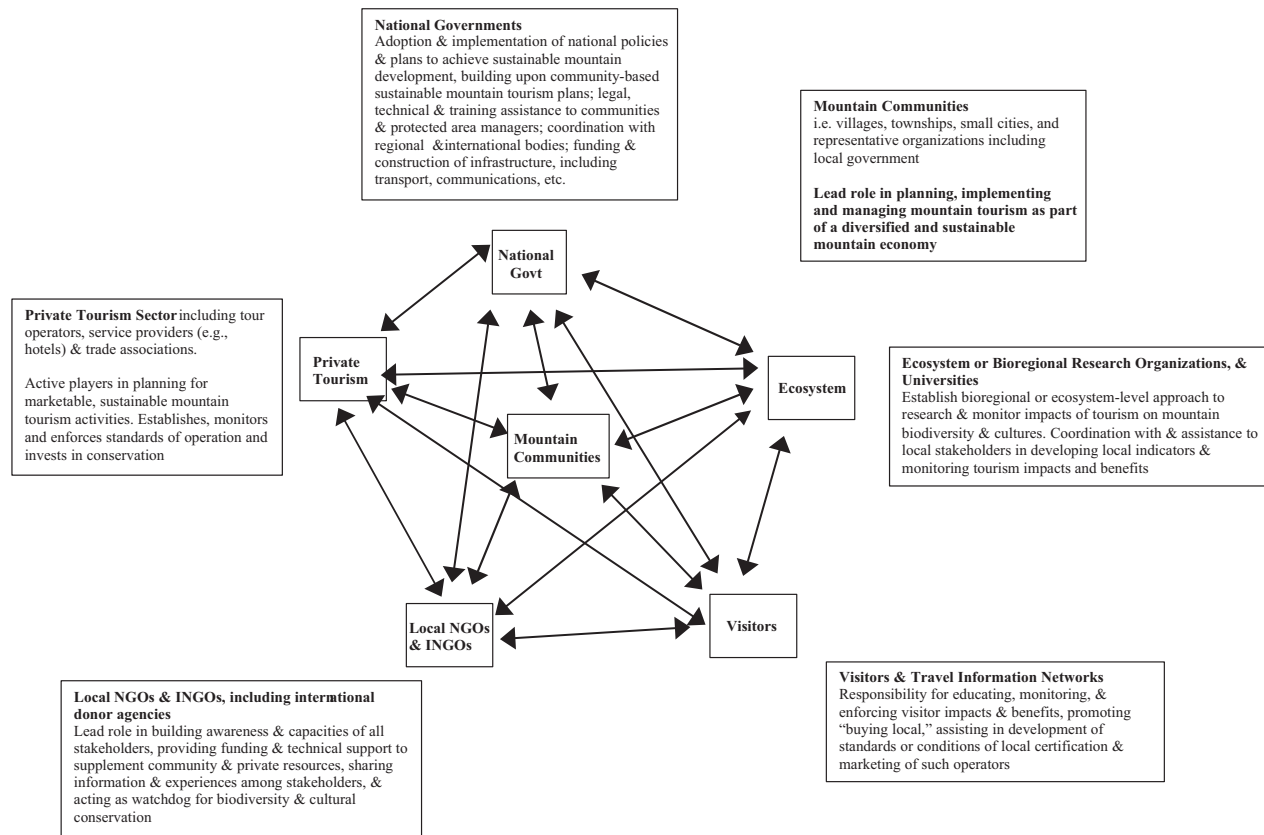 National Governments
Adoption & implementation of national policies
& plans to achieve sustainable mountain
development, building upon community-based
sustainable mountain tourism plans; legal,
technical & training assistance to communities
& protected area managers; coordination with
regional &international bodies; funding &
construction of infrastructure, including
transport, communications, etc.
Mountain Communities
i.e. villages, townships, small cities, and
representative organizations including
local government
Lead role in planning, implementing
and managing mountain tourism as part
of a diversified and sustainable
mountain economy
National
Govt
Private Tourism Sector including tour
operators, service providers (e.g.,
hotels) & trade associations.
Active players in planning for
marketable, sustainable mountain
tourism activities. Establishes, monitors
and enforces standards of operation and
invests in conservation
Private
Tourism
Ecosystem
Ecosystem or Bioregional Research Organizations, &
Universities
Establish bioregional or ecosystem-level approach to
research & monitor impacts of tourism on mountain
biodiversity & cultures. Coordination with & assistance to
local stakeholders in developing local indicators &
monitoring tourism impacts and benefits
Mountain
Communities
Local NGOs
& INGOs
Visitors
Local NGOs & INGOs, including international
donor agencies
Lead role in building awareness & capacities of all
stakeholders, providing funding & technical support to
supplement community & private resources, sharing
information & experiences among stakeholders, &
acting as watchdog for biodiversity & cultural
conservation
Visitors & Travel Information Networks
Responsibility for educating, monitoring, &
enforcing visitor impacts & benefits, promoting
“buying local,” assisting in development of
standards or conditions of local certification &
marketing of such operators